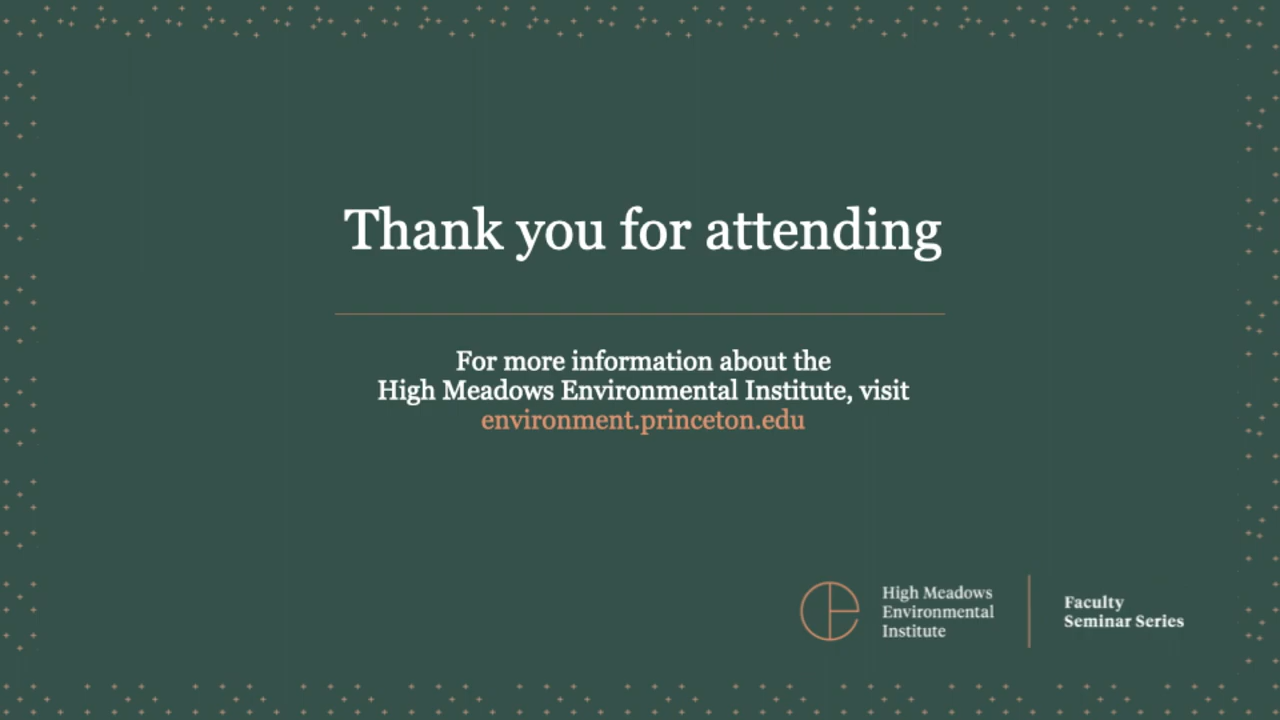 Thank you for attending
For more information about the
High Meadows Environmental Institute, visit
environment.princeton.edu
High Meadows
Environmental
Institute
Faculty
Seminar Series